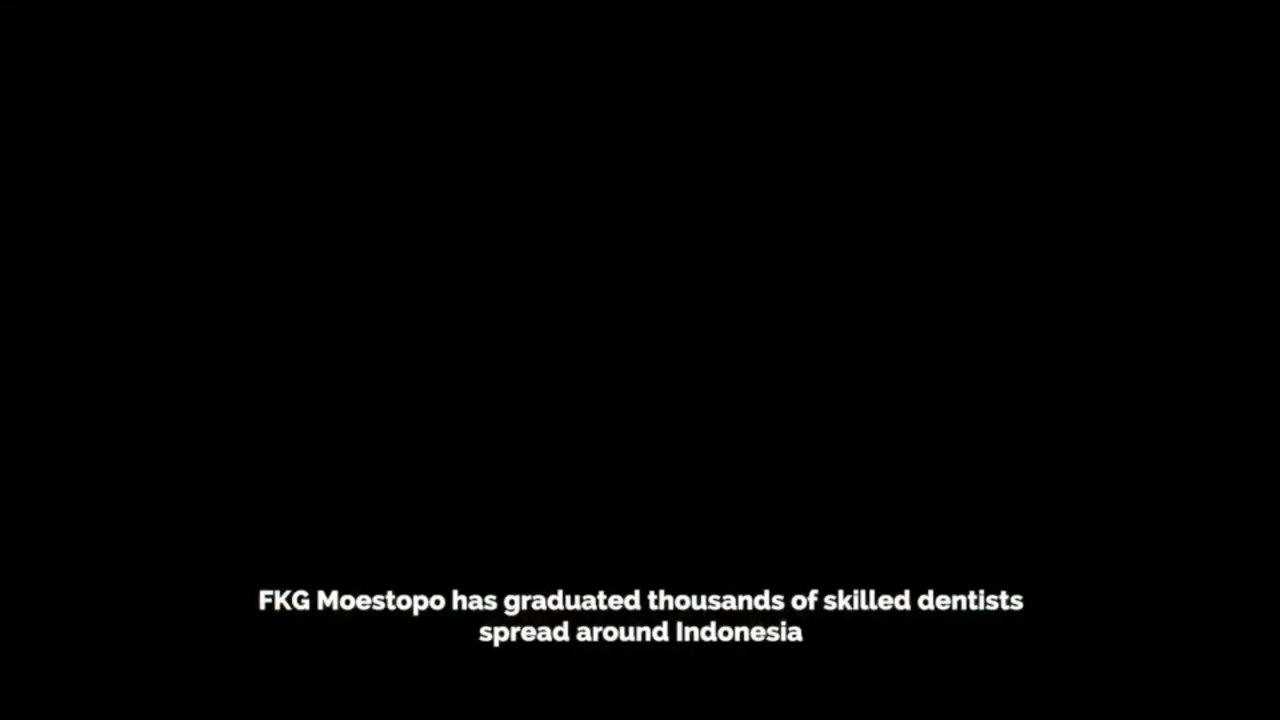 FKG Moestopo has graduated thousands of skilled dentists
spread around Indonesia